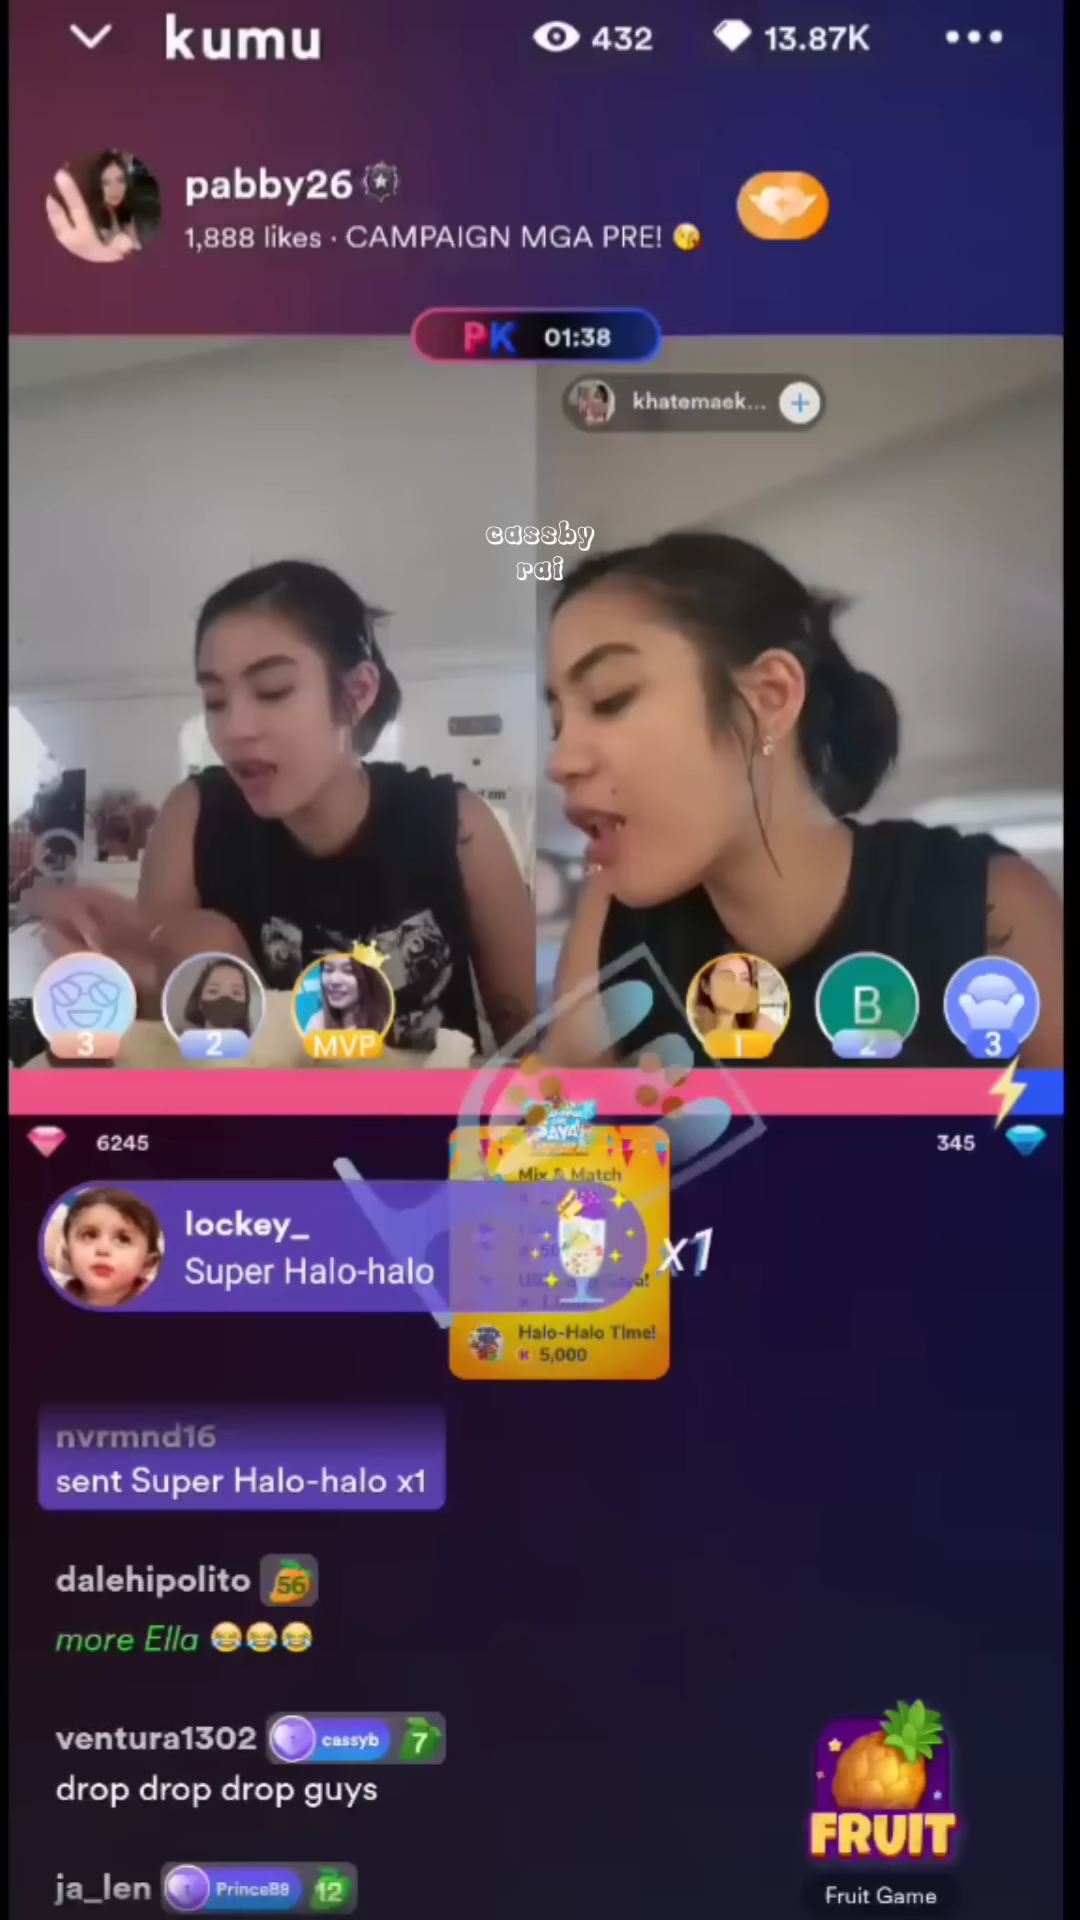 kumu
432
13.87K
pabby26
1,888 likes · CAMPAIGN MGA PRE! 😘
PK 01:38
khatemaek...
cassby
rai
3
2
MVP
1
B
2
3
6245
345
Mix & Match
lockey_
Super Halo-halo
x1
Halo-Halo Time!
K 5,000
nvrmnd16
sent Super Halo-halo x1
dalehipolito 56
more Ella 😂😂😂
ventura1302 cassyb 7
drop drop drop guys
ja_len 1 PrinceB8 12
FRUIT
Fruit Game